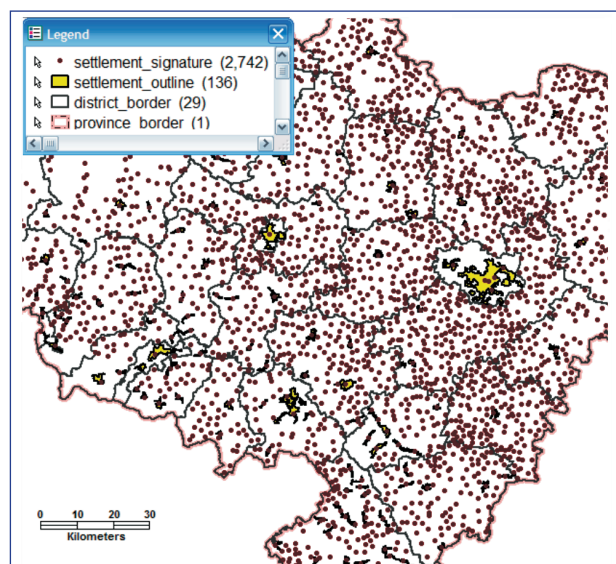 Legend
settlement_signature (2,742)
settlement_outline (136)
district_border (29)
province_border (1)
0 10 20 30
Kilometers